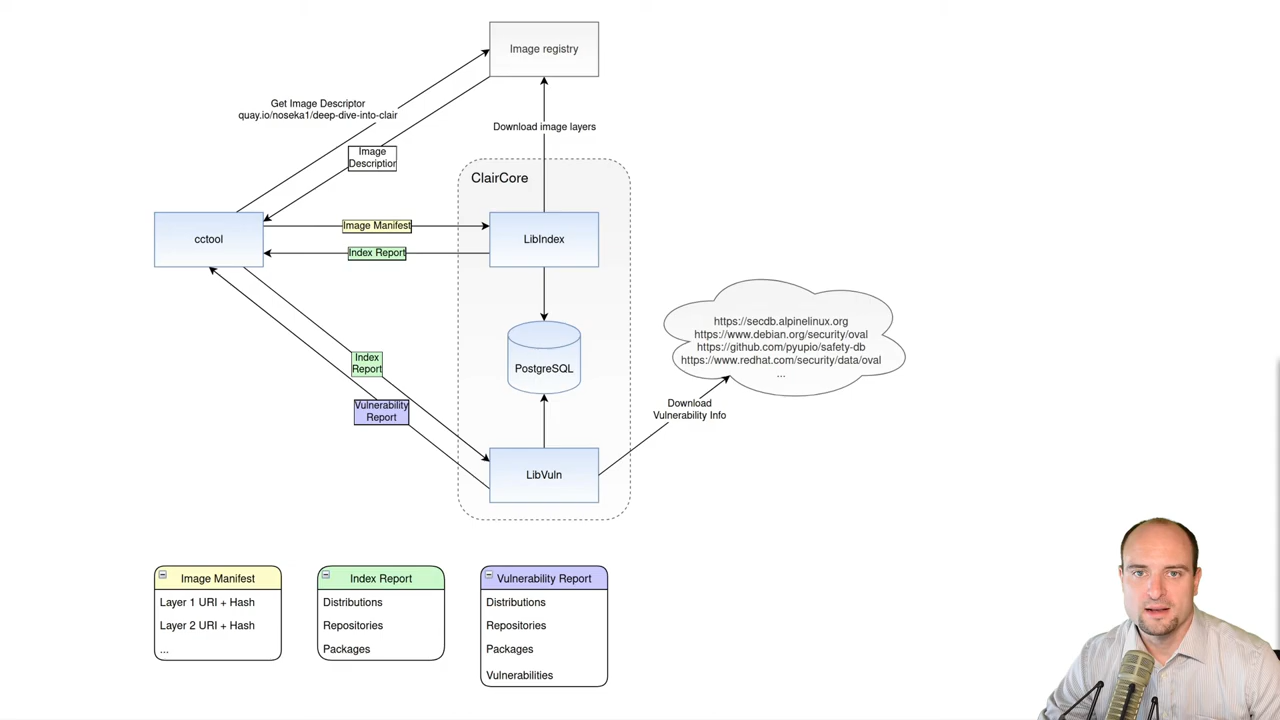 Image registry
Get Image Descriptor
quay.io/noseka1/deep-dive-into-clair
Download image layers
Image
Description
ClairCore
cctool
Image Manifest
LibIndex
Index Report
https://secdb.alpinelinux.org
https://www.debian.org/security/oval
https://github.com/pyupio/safety-db
https://www.redhat.com/security/data/oval
...
PostgreSQL
Index
Report
Vulnerability
Report
Download
Vulnerability Info
LibVuln
Image Manifest
Layer 1 URI + Hash
Layer 2 URI + Hash
...
Index Report
Distributions
Repositories
Packages
Vulnerability Report
Distributions
Repositories
Packages
Vulnerabilities